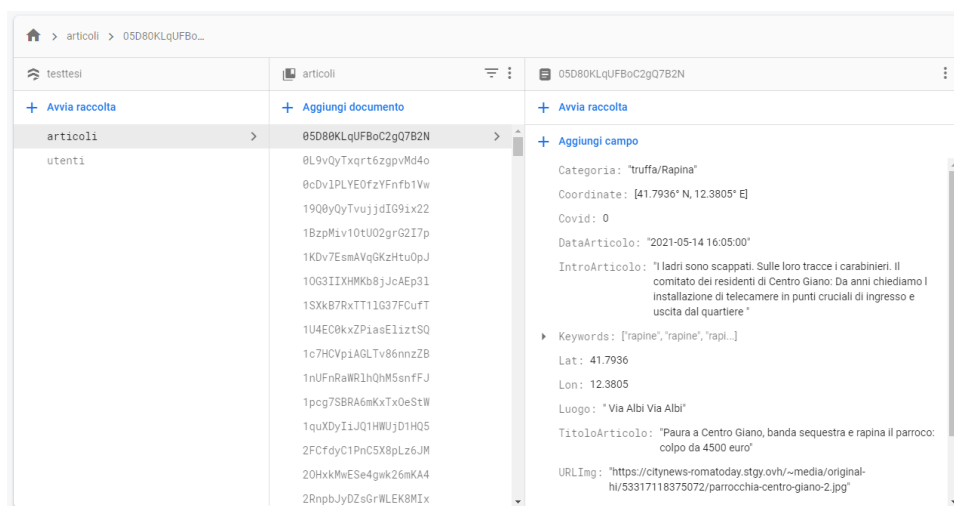 articoli > 05D80KLqUFBo...
testtesi
Avvia raccolta
articoli
utenti
articoli
Aggiungi documento
05D80KLqUFBoC2gQ7B2N
0L9vQyTxqrt6zgpvMd4o
0cDvlPLYEOfzYFnfb1Vw
19Q0yQyTvujjdIG9ix22
1BzpMiv1OtUO2grG2I7p
1KDv7EsmAVqGKzHtuOpJ
1OG3IIXHMKb8jJcAEp3l
1SXkB7RxTT1lG37FCufT
1U4EC0kxZPiasEliztSQ
1c7HCVpiAGLTv86nnzZB
1nUFnRaWRlhQhM5snfFJ
1pcg7SBRA6mKxTxOeStW
1quXDyIiJQ1HWUjD1HQ5
2FCfdyC1PnC5X8pLz6JM
2OHxkMwESe4gwk26mKA4
2RnpbJyDZsGrWLEK8MIx
05D80KLqUFBoC2gQ7B2N
Avvia raccolta
Aggiungi campo
Categoria: "truffa/Rapina"
Coordinate: [41.7936° N, 12.3805° E]
Covid: 0
DataArticolo: "2021-05-14 16:05:00"
IntroArticolo: "I ladri sono scappati. Sulle loro tracce i carabinieri. Il
comitato dei residenti di Centro Giano: Da anni chiediamo l
installazione di telecamere in punti cruciali di ingresso e
uscita dal quartiere "
Keywords: ["rapine", "rapine", "rapi...]
Lat: 41.7936
Lon: 12.3805
Luogo: " Via Albi Via Albi"
TitoloArticolo: "Paura a Centro Giano, banda sequestra e rapina il parroco:
colpo da 4500 euro"
URLImg: "https://citynews-romatoday.stgy.ovh/~media/original-
hi/53317118375072/parrocchia-centro-giano-2.jpg"